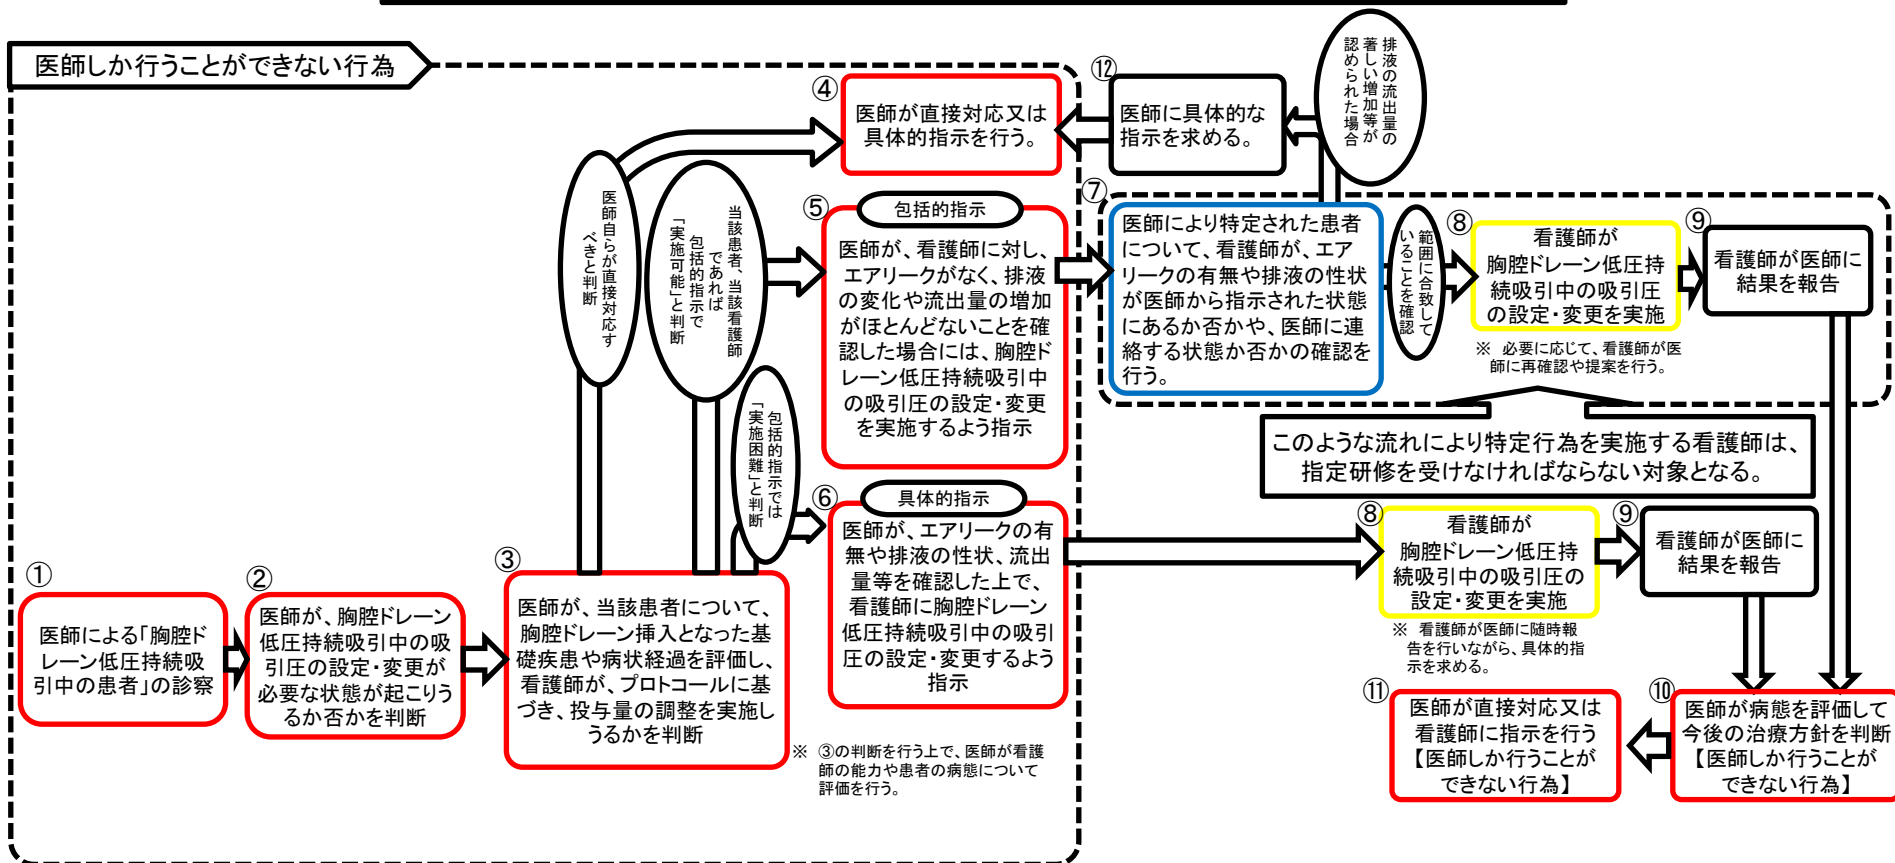 医師しか行うことができない行為
①
医師による「胸腔ド
レーン低圧持続吸
引中の患者」の診察
②
医師が、胸腔ドレーン
低圧持続吸引中の吸
引圧の設定・変更が
必要な状態が起こりう
るか否かを判断
③
医師が、当該患者について、
胸腔ドレーン挿入となった基
礎疾患や病状経過を評価し、
看護師が、プロトコールに基
づき、投与量の調整を実施し
うるかを判断
※ ③の判断を行う上で、医師が看護
師の能力や患者の病態について
評価を行う。
医師自らが直接対応す
べきと判断
当該患者、当該看護師
であれば
包括的指示で
「実施可能」と判断
包括的指示では
「実施困難」と判断
④
医師が直接対応又は
具体的指示を行う。
⑤
包括的指示
医師が、看護師に対し、
エアリークがなく、排液
の変化や流出量の増加
がほとんどないことを確
認した場合には、胸腔ド
レーン低圧持続吸引中
の吸引圧の設定・変更
を実施するよう指示
⑥
具体的指示
医師が、エアリークの有
無や排液の性状、流出
量等を確認した上で、
看護師に胸腔ドレーン
低圧持続吸引中の吸引
圧の設定・変更するよう
指示
⑫
医師に具体的な
指示を求める。
排液の流出量の
著しい増加等が
認められた場合
⑦
医師により特定された患者
について、看護師が、エア
リークの有無や排液の性状
が医師から指示された状態
にあるか否かや、医師に連
絡する状態か否かの確認を
行う。
範囲に合致して
いることを確認
⑧
看護師が
胸腔ドレーン低圧持
続吸引中の吸引圧
の設定・変更を実施
※ 必要に応じて、看護師が医
師に再確認や提案を行う。
⑨
看護師が医師に
結果を報告
このような流れにより特定行為を実施する看護師は、
指定研修を受けなければならない対象となる。
⑧
看護師が
胸腔ドレーン低圧持
続吸引中の吸引圧の
設定・変更を実施
※ 看護師が医師に随時報
告を行いながら、具体的指
示を求める。
⑨
看護師が医師に
結果を報告
⑩
医師が病態を評価して
今後の治療方針を判断
【医師しか行うことが
できない行為】
⑪
医師が直接対応又は
看護師に指示を行う
【医師しか行うことが
できない行為】